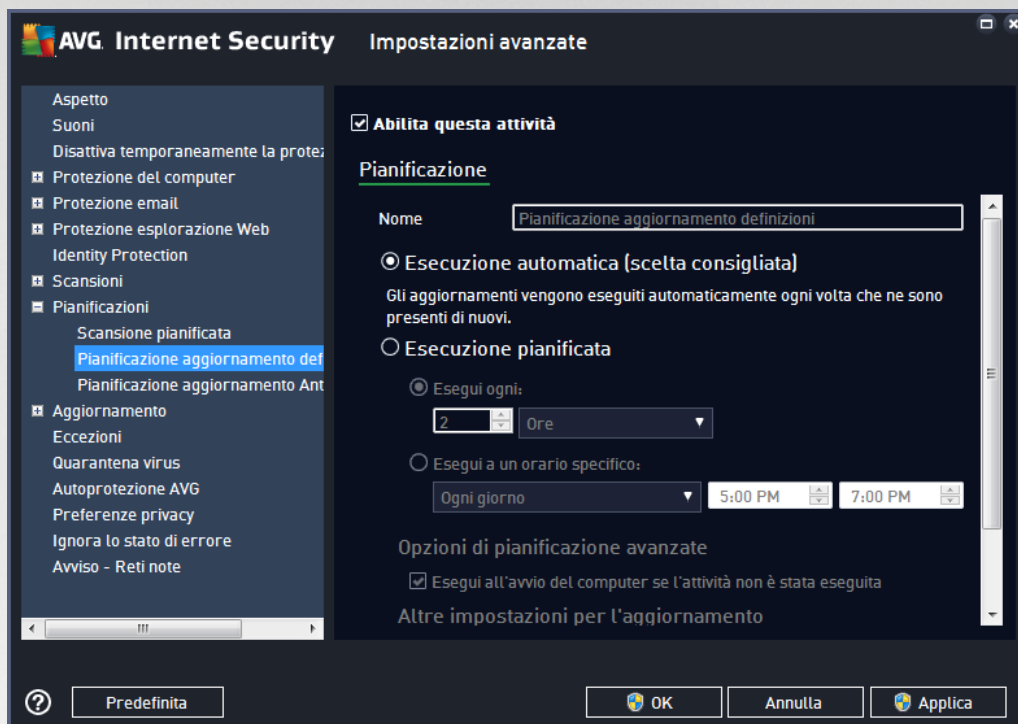 AVG. Internet Security
Impostazioni avanzate
Aspetto
Suoni
Disattiva temporaneamente la protez
Protezione del computer
Protezione email
Protezione esplorazione Web
Identity Protection
Scansioni
Pianificazioni
Scansione pianificata
Pianificazione aggiornamento def
Pianificazione aggiornamento Ant
Aggiornamento
Eccezioni
Quarantena virus
Autoprotezione AVG
Preferenze privacy
Ignora lo stato di errore
Avviso - Reti note
Abilita questa attività
Pianificazione
Nome
Pianificazione aggiornamento definizioni
Esecuzione automatica (scelta consigliata)
Gli aggiornamenti vengono eseguiti automaticamente ogni volta che ne sono
presenti di nuovi.
Esecuzione pianificata
Esegui ogni:
2 Ore
Esegui a un orario specifico:
Ogni giorno 5:00 PM 7:00 PM
Opzioni di pianificazione avanzate
Esegui all'avvio del computer se l'attività non è stata eseguita
Altre impostazioni per l'aggiornamento
? Predefinita OK Annulla Applica